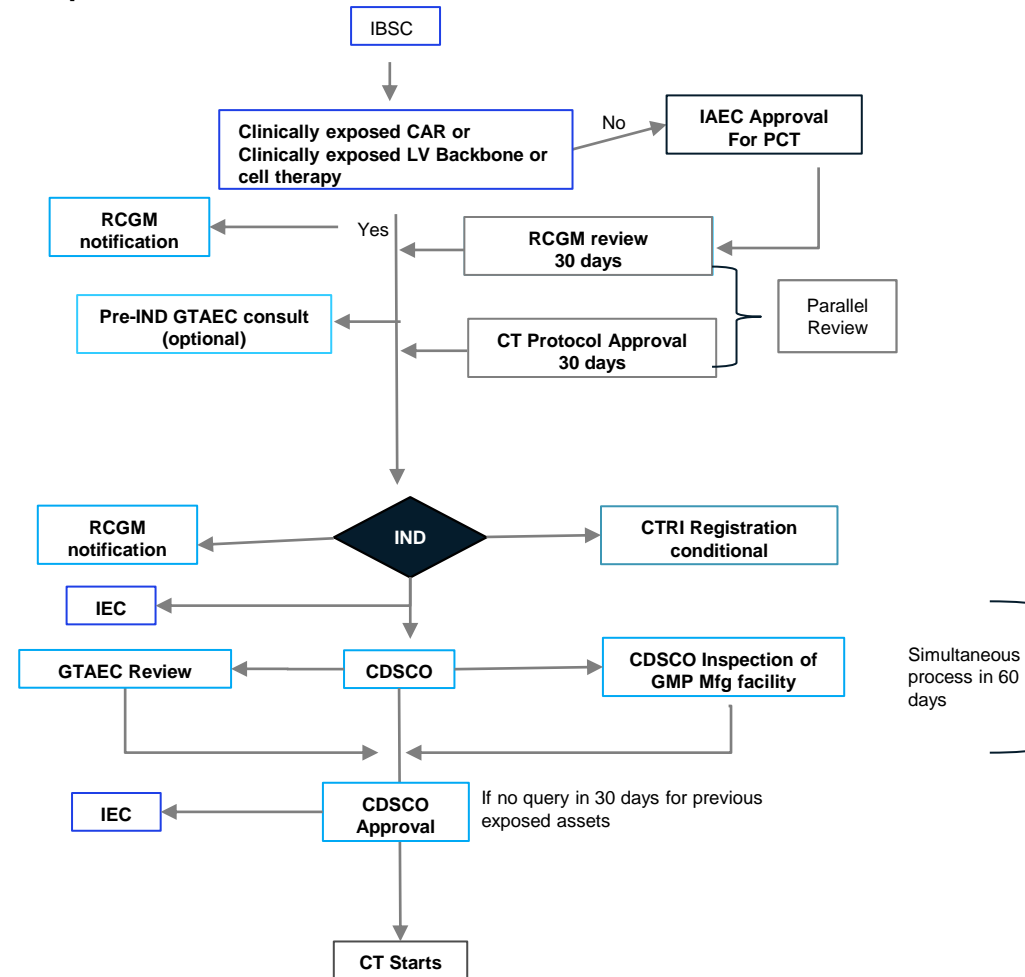 IBSC
Clinically exposed CAR or
Clinically exposed LV Backbone or
cell therapy
No
IAEC Approval
For PCT
RCGM
notification
Yes
RCGM review
30 days
Pre-IND GTAEC consult
(optional)
CT Protocol Approval
30 days
Parallel
Review
RCGM
notification
IND
CTRI Registration
conditional
IEC
GTAEC Review
CDSCO
CDSCO Inspection of
GMP Mfg facility
Simultaneous
process in 60
days
IEC
CDSCO
Approval
If no query in 30 days for previous
exposed assets
CT Starts